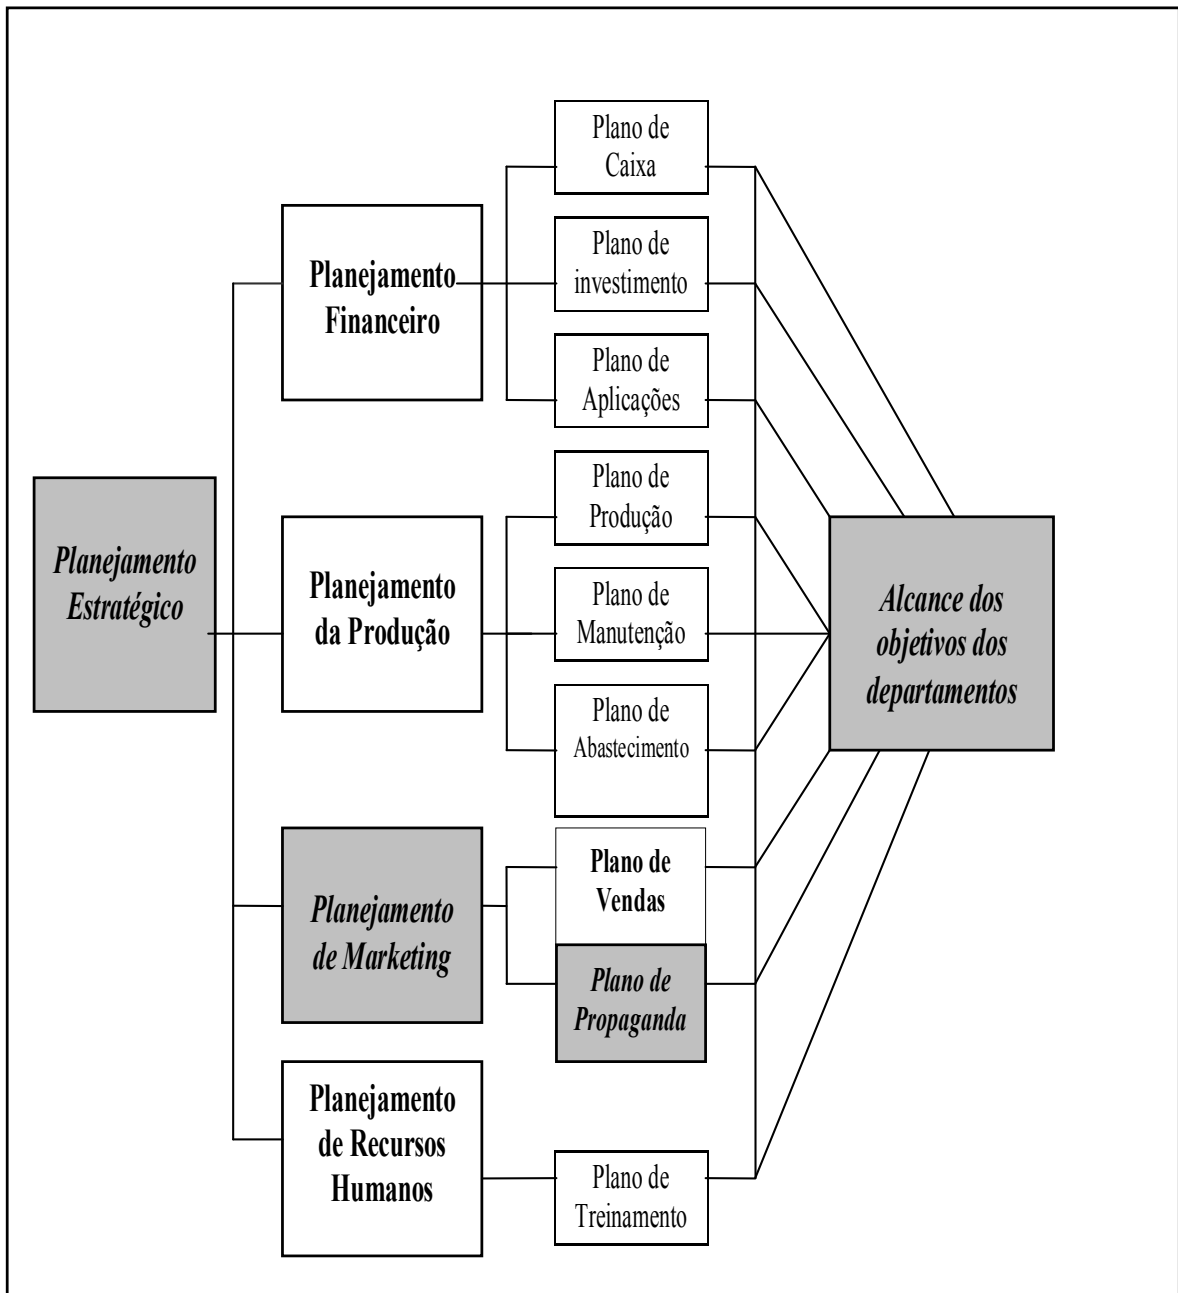 Planejamento
Estratégico
Planejamento
Financeiro
Plano de
Caixa
Plano de
investimento
Plano de
Aplicações
Planejamento
da Produção
Plano de
Produção
Plano de
Manutenção
Plano de
Abastecimento
Planejamento
de Marketing
Plano de
Vendas
Plano de
Propaganda
Planejamento
de Recursos
Humanos
Plano de
Treinamento
Alcance dos
objetivos dos
departamentos